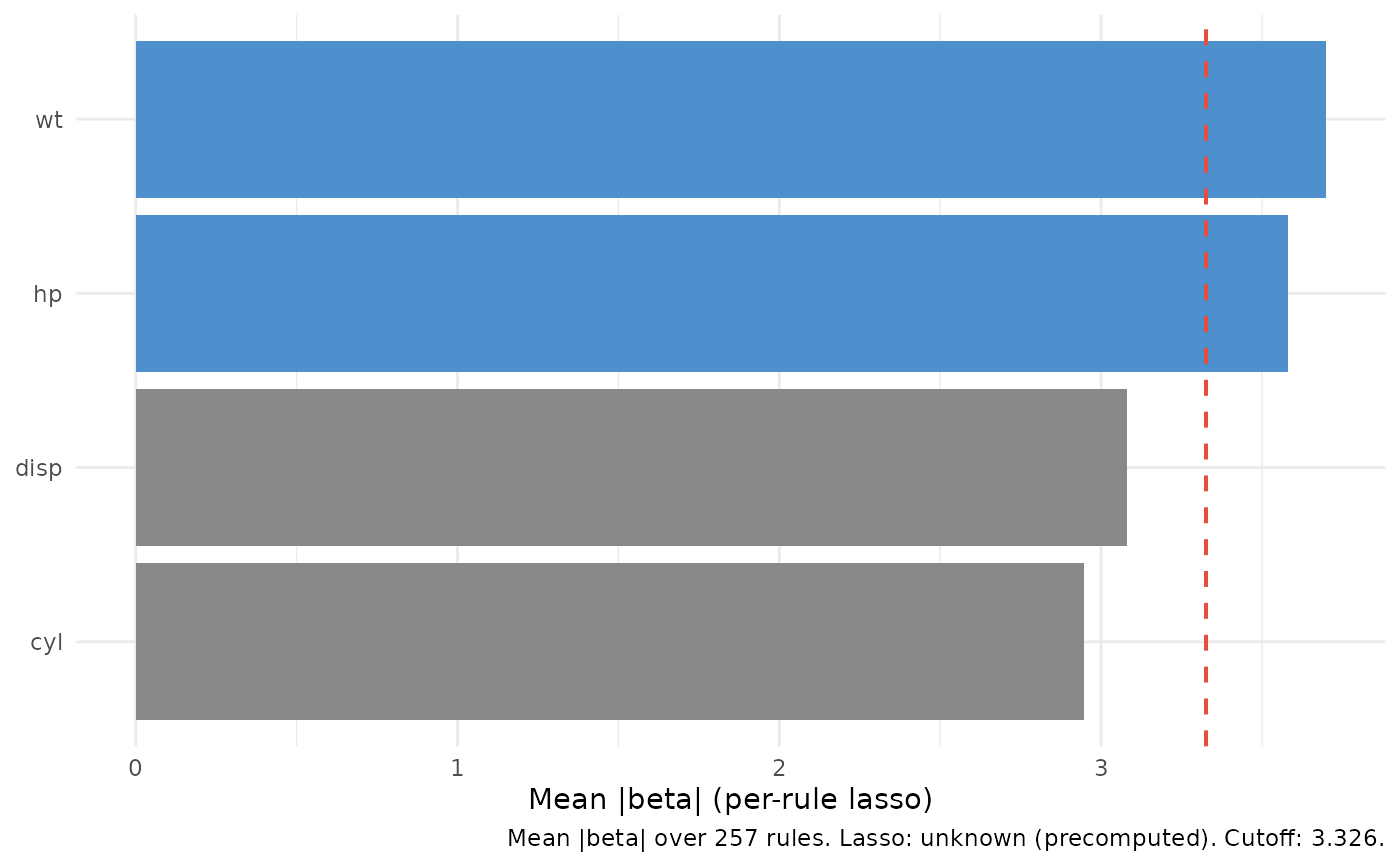 wt
hp
disp
cyl
0 1 2 3
Mean |beta| (per-rule lasso)
Mean |beta| over 257 rules. Lasso: unknown (precomputed). Cutoff: 3.326.